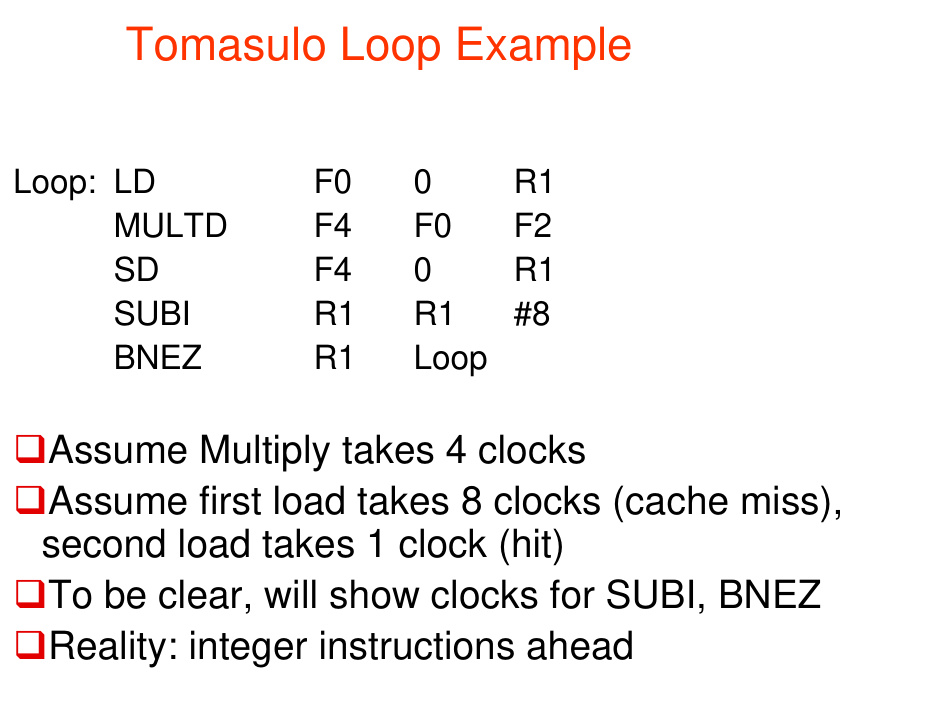 Tomasulo Loop Example
Loop: LD F0 0 R1
MULTD F4 F0 F2
SD F4 0 R1
SUBI R1 R1 #8
BNEZ R1 Loop
❑Assume Multiply takes 4 clocks
❑Assume first load takes 8 clocks (cache miss),
second load takes 1 clock (hit)
❑To be clear, will show clocks for SUBI, BNEZ
❑Reality: integer instructions ahead